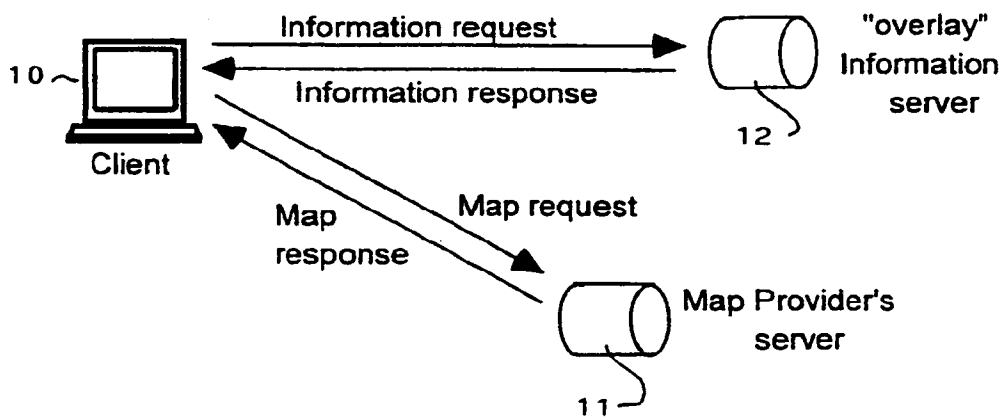 Information request
"overlay"
Information
server
10
Information response
12
Client
Map request
Map
response
Map Provider's
server
11